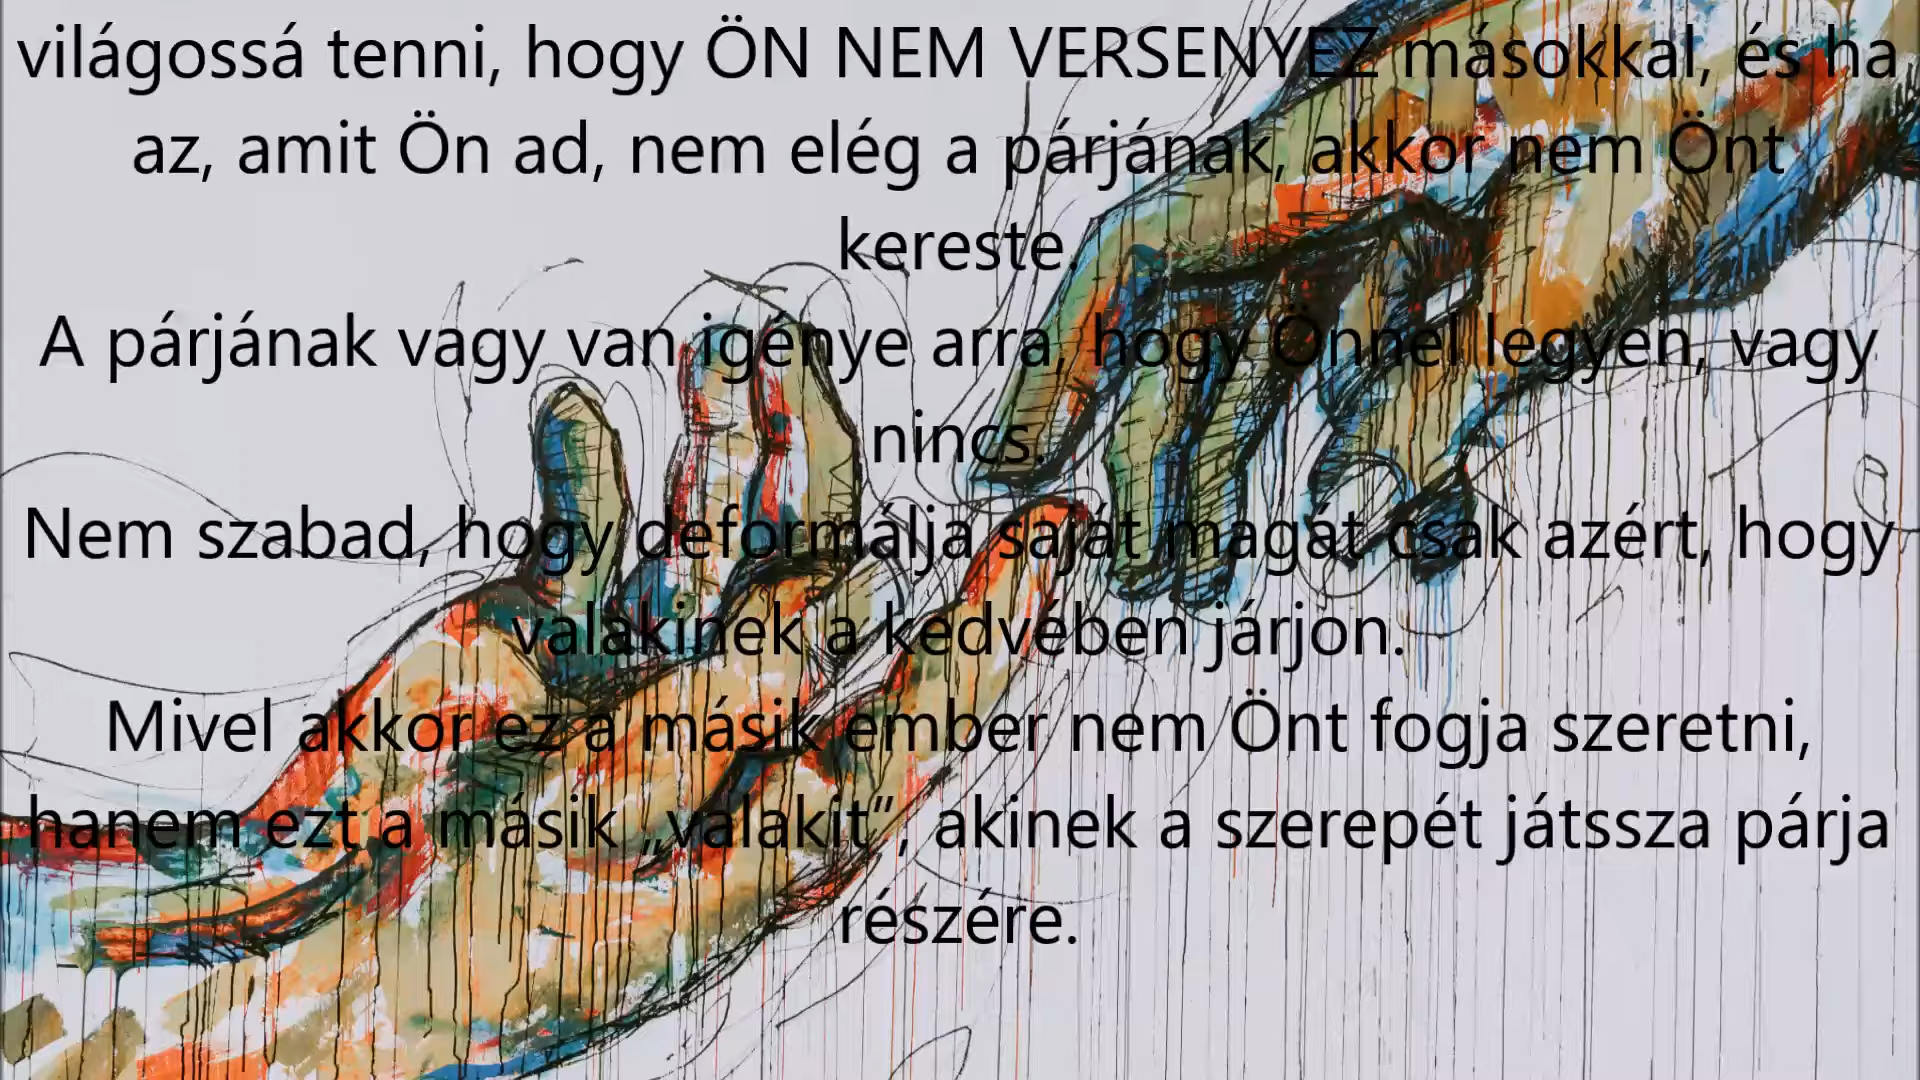 világossá tenni, hogy ÖN NEM VERSENYEZ másokkal, és ha
az, amit Ön ad, nem elég a párjának, akkor nem Önt
kereste.
A párjának vagy van igénye arra, hogy Önnel legyen, vagy
nincs.
Nem szabad, hogy deformálja saját magát csak azért, hogy
valakinek a kedvében járjon.
Mivel akkor ez a másik ember nem Önt fogja szeretni,
hanem ezt a másik „valakit”, akinek a szerepét játssza párja
részére.